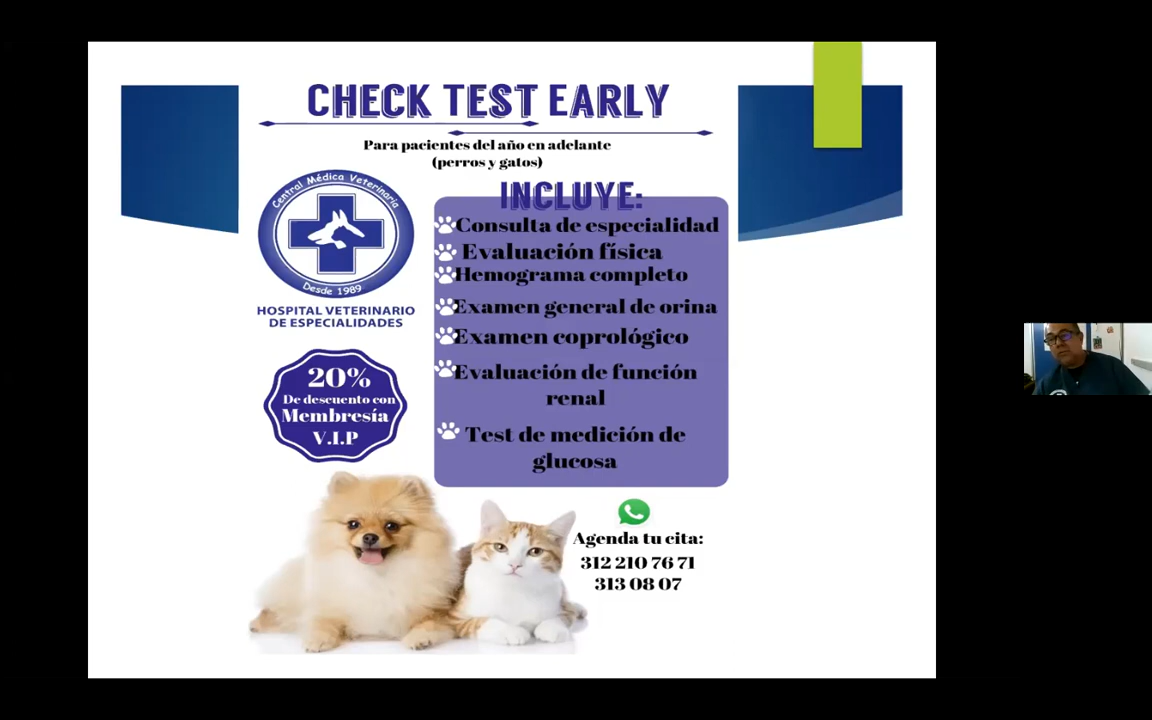 CHECK TEST EARLY
Para pacientes del año en adelante
(perros y gatos)
Central Médica Veterinaria
Desde 1989
HOSPITAL VETERINARIO
DE ESPECIALIDADES
20%
De descuento con
Membresía
V.I.P
INCLUYE:
Consulta de especialidad
Evaluación física
Hemograma completo
Examen general de orina
Examen coprológico
Evaluación de función
renal
Test de medición de
glucosa
Agenda tu cita:
312 210 76 71
313 08 07